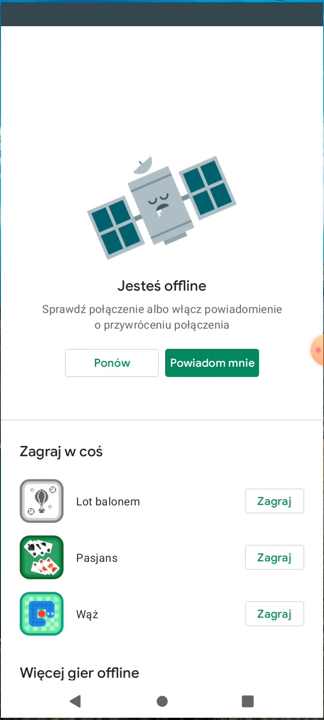 Jesteś offline
Sprawdź połączenie albo włącz powiadomienie
o przywróceniu połączenia
Ponów
Powiadom mnie
Zagraj w coś
Lot balonem
Zagraj
Pasjans
Zagraj
Wąż
Zagraj
Więcej gier offline